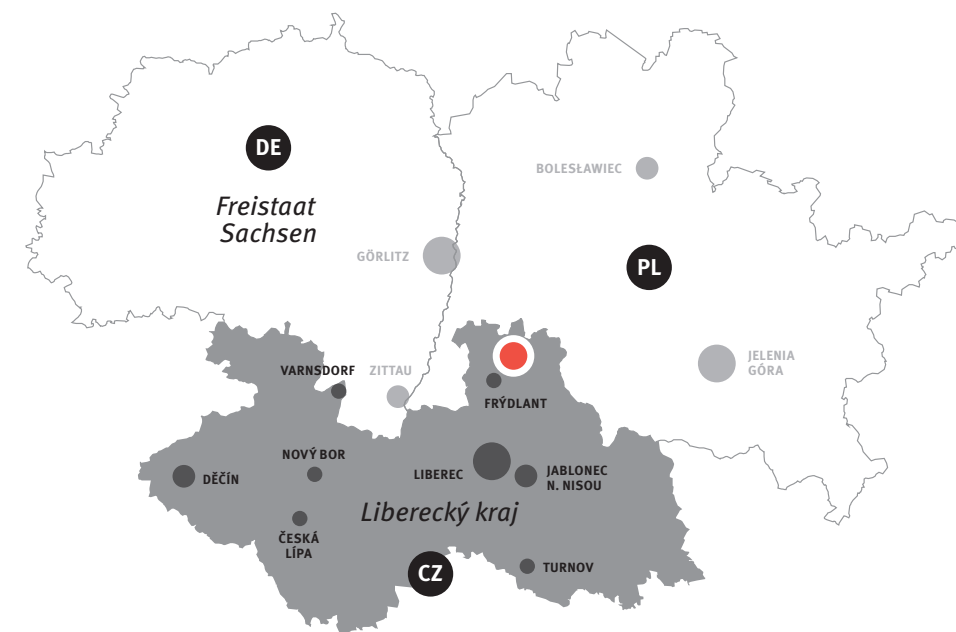 DE
Freistaat
Sachsen
BOLESŁAWIEC
GÖRLITZ
PL
VARNSDORF
ZITTAU
JELENIA
GÓRA
FRÝDLANT
NOVÝ BOR
DĚČÍN
LIBEREC
JABLONEC
N. NISOU
Liberecký kraj
ČESKÁ
LÍPA
CZ
TURNOV